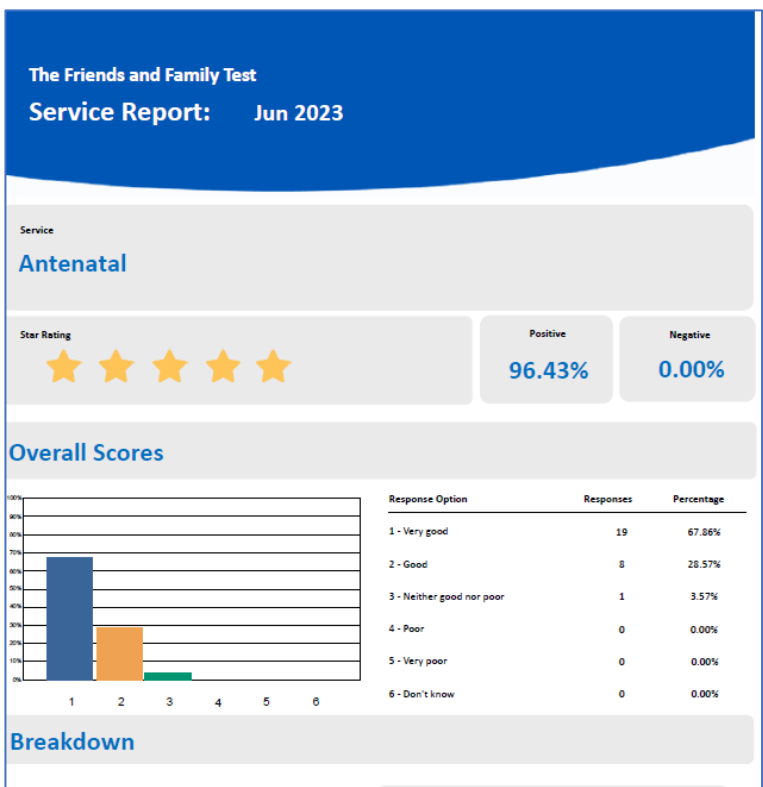 The Friends and Family Test
Service Report: Jun 2023
Service
Antenatal
Star Rating
Positive
96.43%
Negative
0.00%
Overall Scores
100%
90%
80%
70%
60%
50%
40%
30%
20%
10%
0%
1 2 3 4 5 6
Response Option Responses Percentage
1 - Very good 19 67.86%
2 - Good 8 28.57%
3 - Neither good nor poor 1 3.57%
4 - Poor 0 0.00%
5 - Very poor 0 0.00%
6 - Don't know 0 0.00%
Breakdown